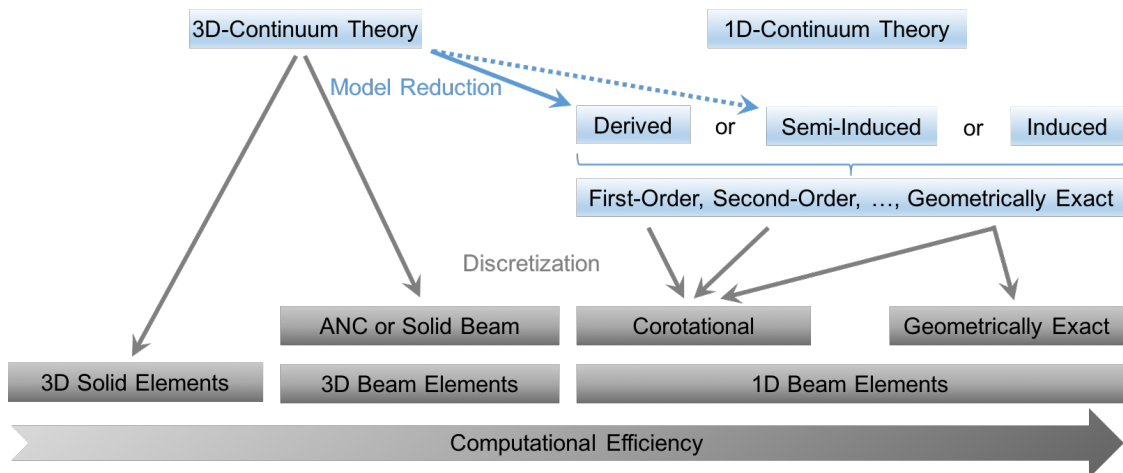 3D-Continuum Theory
1D-Continuum Theory
Model Reduction
Derived or Semi-Induced or Induced
First-Order, Second-Order, ..., Geometrically Exact
Discretization
ANC or Solid Beam
Corotational
Geometrically Exact
3D Solid Elements
3D Beam Elements
1D Beam Elements
Computational Efficiency